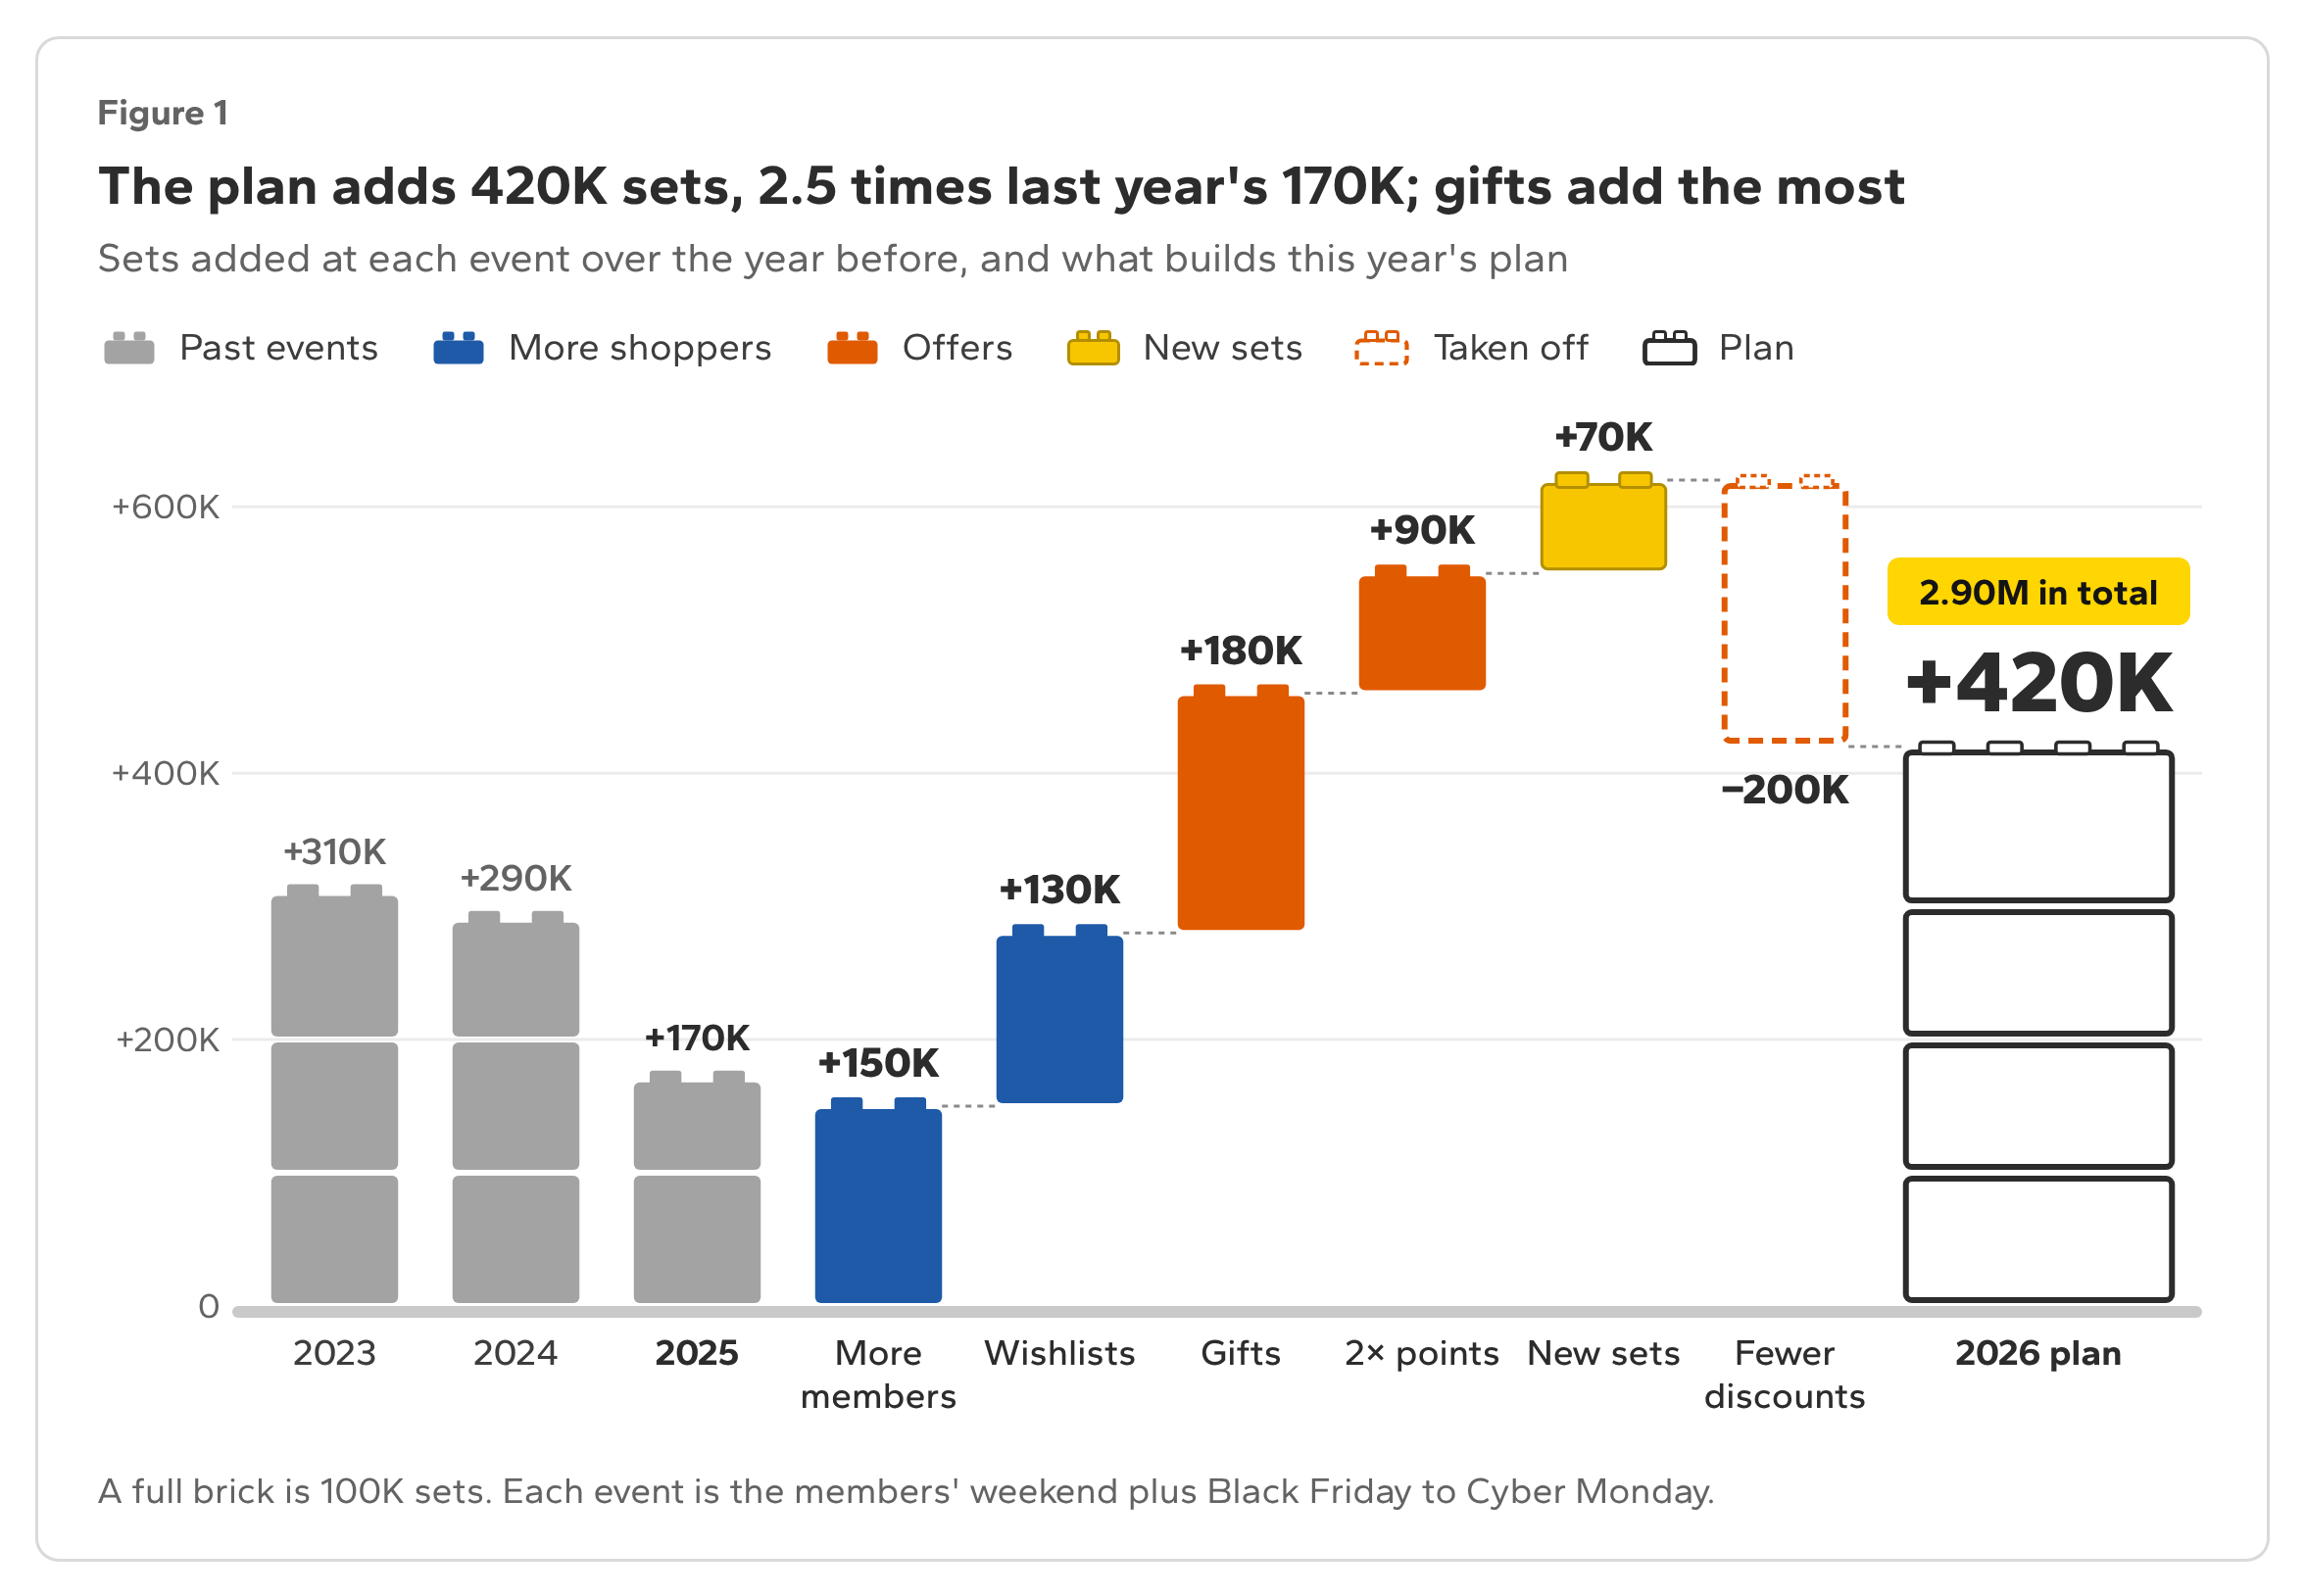 Figure 1
The plan adds 420K sets, 2.5 times last year's 170K; gifts add the most
Sets added at each event over the year before, and what builds this year's plan
Past events
More shoppers
Offers
New sets
Taken off
Plan
+600K
+400K
+200K
0
+310K
+290K
+170K
+150K
+130K
+180K
+90K
+70K
−200K
2.90M in total
+420K
2023
2024
2025
More
members
Wishlists
Gifts
2× points
New sets
Fewer
discounts
2026 plan
A full brick is 100K sets. Each event is the members' weekend plus Black Friday to Cyber Monday.